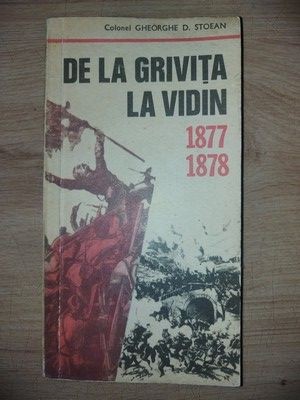 Colonel GHEORGHE D. STOEAN
DE LA GRIVIȚA
LA VIDIN
1877
1878